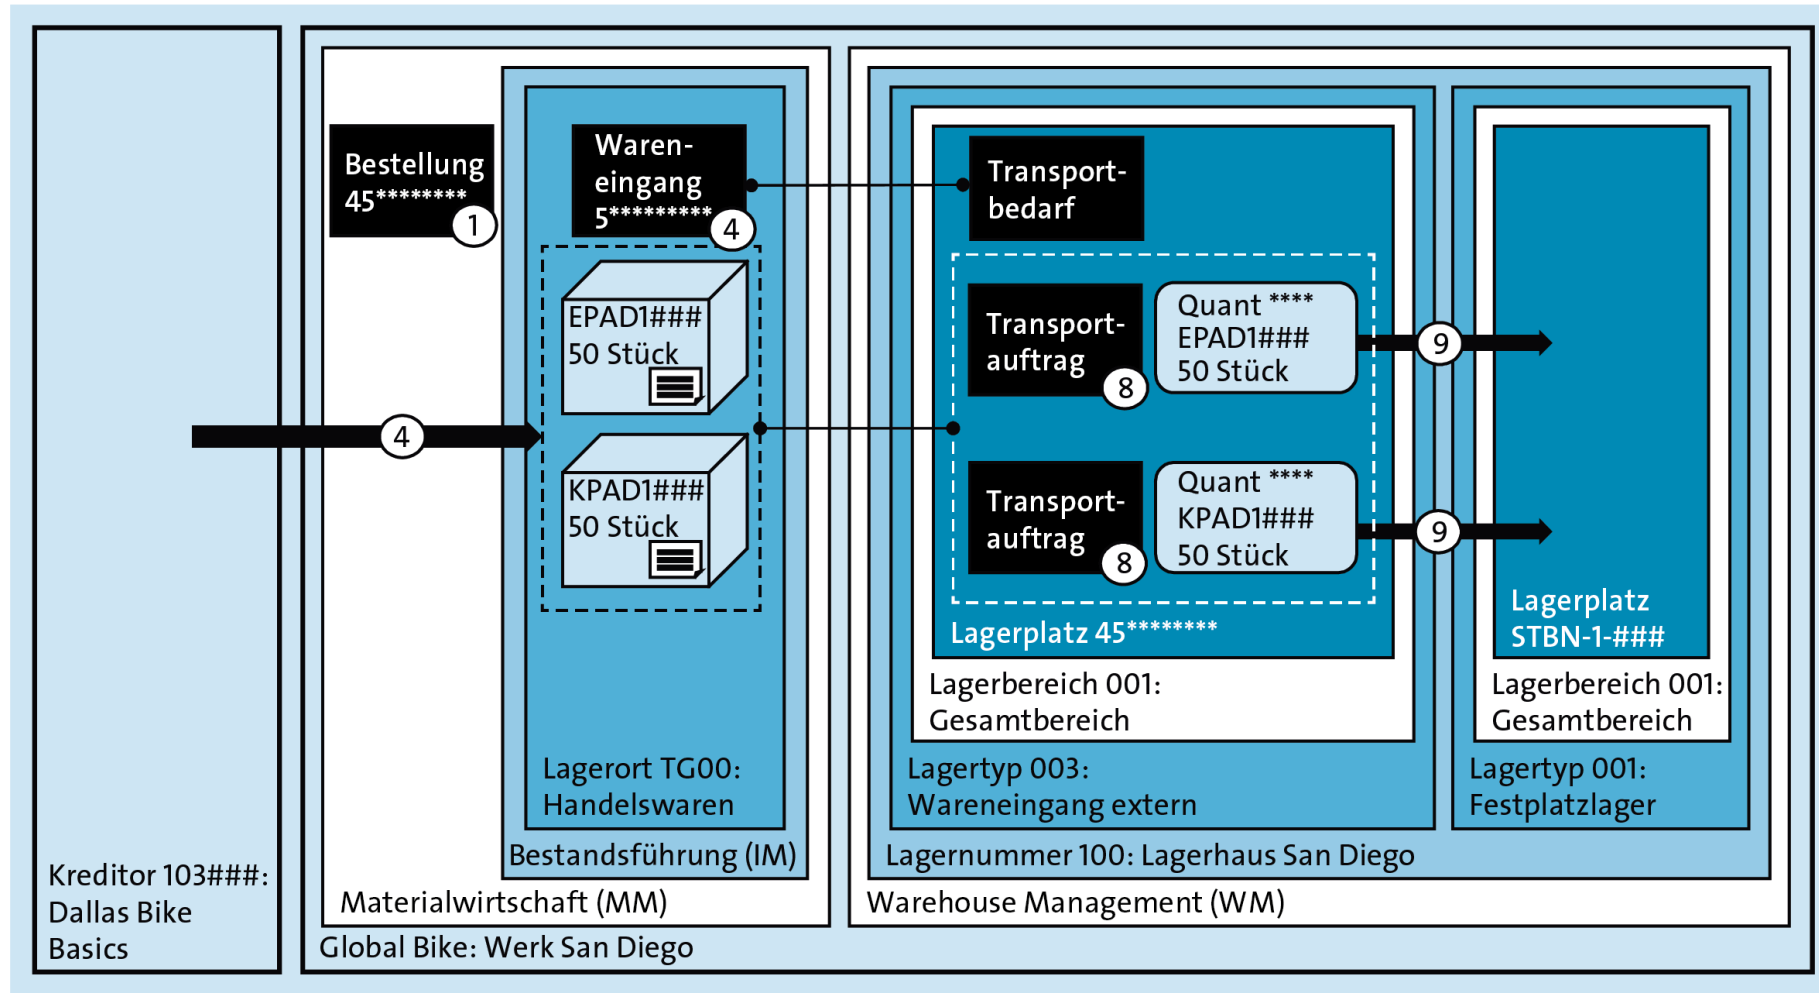 Bestellung
45********
1
Waren-
eingang
5*********
4
EPAD1###
50 Stück
KPAD1###
50 Stück
4
Lagerort TG00:
Handelswaren
Bestandsführung (IM)
Materialwirtschaft (MM)
Transport-
bedarf
Transport-
auftrag
8
Quant ****
EPAD1###
50 Stück
9
Transport-
auftrag
8
Quant ****
KPAD1###
50 Stück
9
Lagerplatz 45********
Lagerbereich 001:
Gesamtbereich
Lagertyp 003:
Wareneingang extern
Lagerplatz
STBN-1-###
Lagerbereich 001:
Gesamtbereich
Lagertyp 001:
Festplatzlager
Lagernummer 100: Lagerhaus San Diego
Warehouse Management (WM)
Kreditor 103###:
Dallas Bike
Basics
Global Bike: Werk San Diego